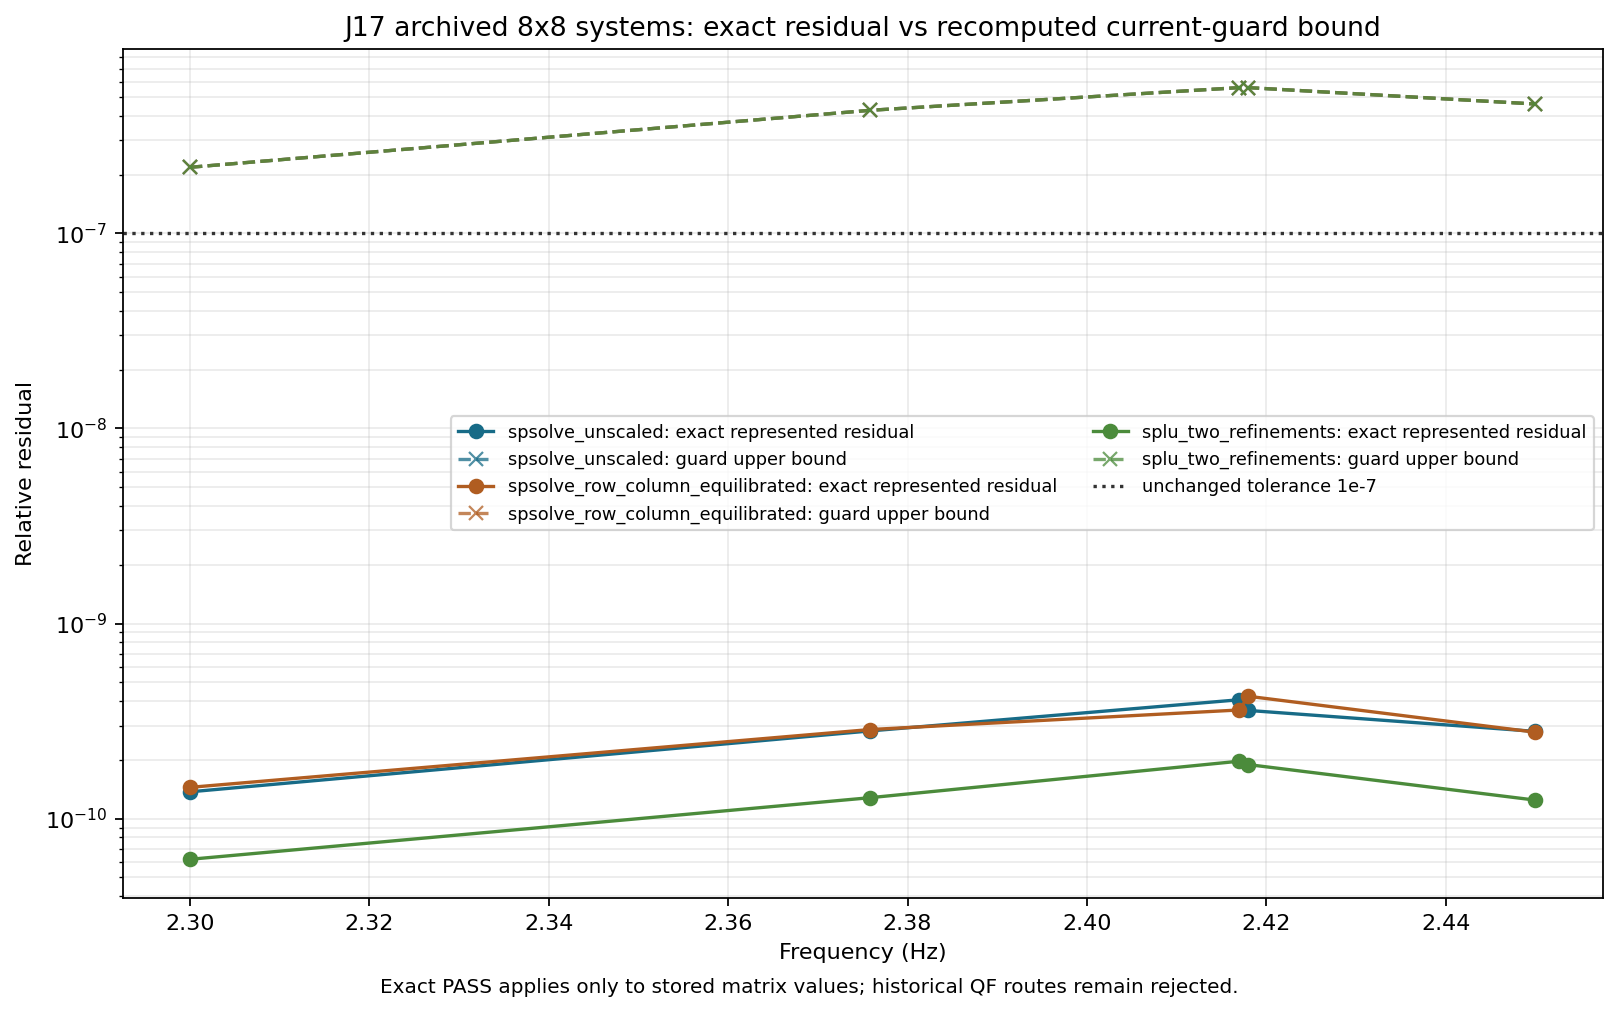 J17 archived 8x8 systems: exact residual vs recomputed current-guard bound
Relative residual
10⁻⁷
10⁻⁸
10⁻⁹
10⁻¹⁰
spsolve_unscaled: exact represented residual
spsolve_unscaled: guard upper bound
spsolve_row_column_equilibrated: exact represented residual
spsolve_row_column_equilibrated: guard upper bound
splu_two_refinements: exact represented residual
splu_two_refinements: guard upper bound
unchanged tolerance 1e-7
2.30 2.32 2.34 2.36 2.38 2.40 2.42 2.44
Frequency (Hz)
Exact PASS applies only to stored matrix values; historical QF routes remain rejected.